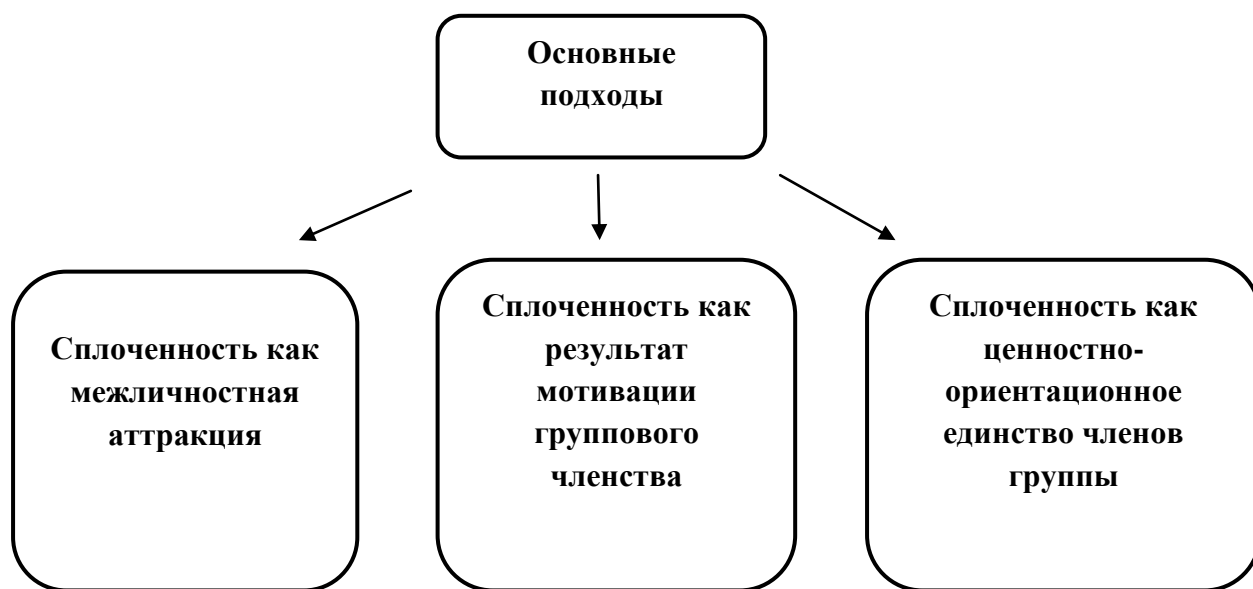 Основные
подходы
Сплоченность как
межличностная
аттракция
Сплоченность как
результат
мотивации
группового
членства
Сплоченность как
ценностно-
ориентационное
единство членов
группы